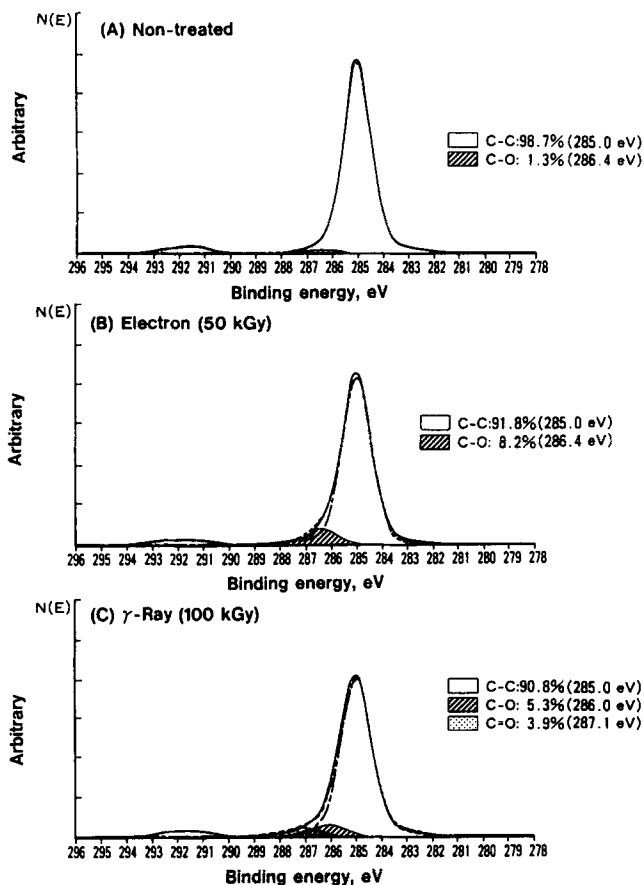 N(E)
(A) Non-treated
Arbitrary
C-C:98.7%(285.0 eV)
C-O: 1.3%(286.4 eV)
296 295 294 293 292 291 290 289 288 287 286 285 284 283 282 281 280 279 278
Binding energy, eV
N(E)
(B) Electron (50 kGy)
Arbitrary
C-C:91.8%(285.0 eV)
C-O: 8.2%(286.4 eV)
296 295 294 293 292 291 290 289 288 287 286 285 284 283 282 281 280 279 278
Binding energy, eV
N(E)
(C) γ-Ray (100 kGy)
Arbitrary
C-C:90.8%(285.0 eV)
C-O: 5.3%(286.0 eV)
C=O: 3.9%(287.1 eV)
296 295 294 293 292 291 290 289 288 287 286 285 284 283 282 281 280 279 278
Binding energy, eV